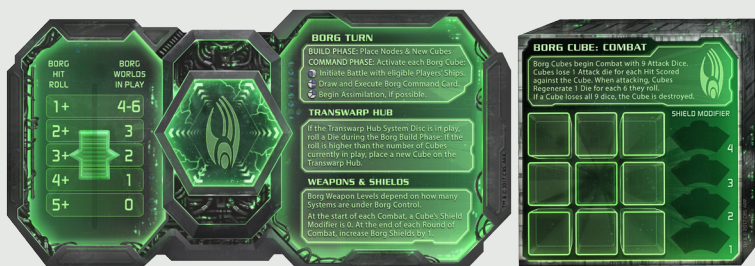 BORG HIT ROLL
BORG WORLDS IN PLAY
1+ 4-6
2+ 3
3+ 2
4+ 1
5+ 0
BORG TURN
BUILD PHASE: Place Nodes & New Cubes
COMMAND PHASE: Activate each Borg Cube:
Initiate Battle with eligible Players' Ships.
Draw and Execute Borg Command Card.
Begin Assimilation, if possible.
TRANSWARP HUB
If the Transwarp Hub System Disc is in play,
roll a Die during the Borg Build Phase. If the
roll is higher than the number of Cubes
currently in play, place a new Cube on the
Transwarp Hub.
WEAPONS & SHIELDS
Borg Weapon Levels depend on how many
Systems are under Borg Control.
At the start of each Combat, a Cube's Shield
Modifier is 0. At the end of each Round of
Combat, increase Borg Shields by 1.
BORG CUBE: COMBAT
Borg Cubes begin Combat with 9 Attack Dice.
Cubes lose 1 Attack die for each Hit Scored
against the Cube. When attacking, Cubes
Regenerate 1 Die for each 6 they roll.
If a Cube loses all 9 dice, the Cube is destroyed.
SHIELD MODIFIER
4
3
2
1